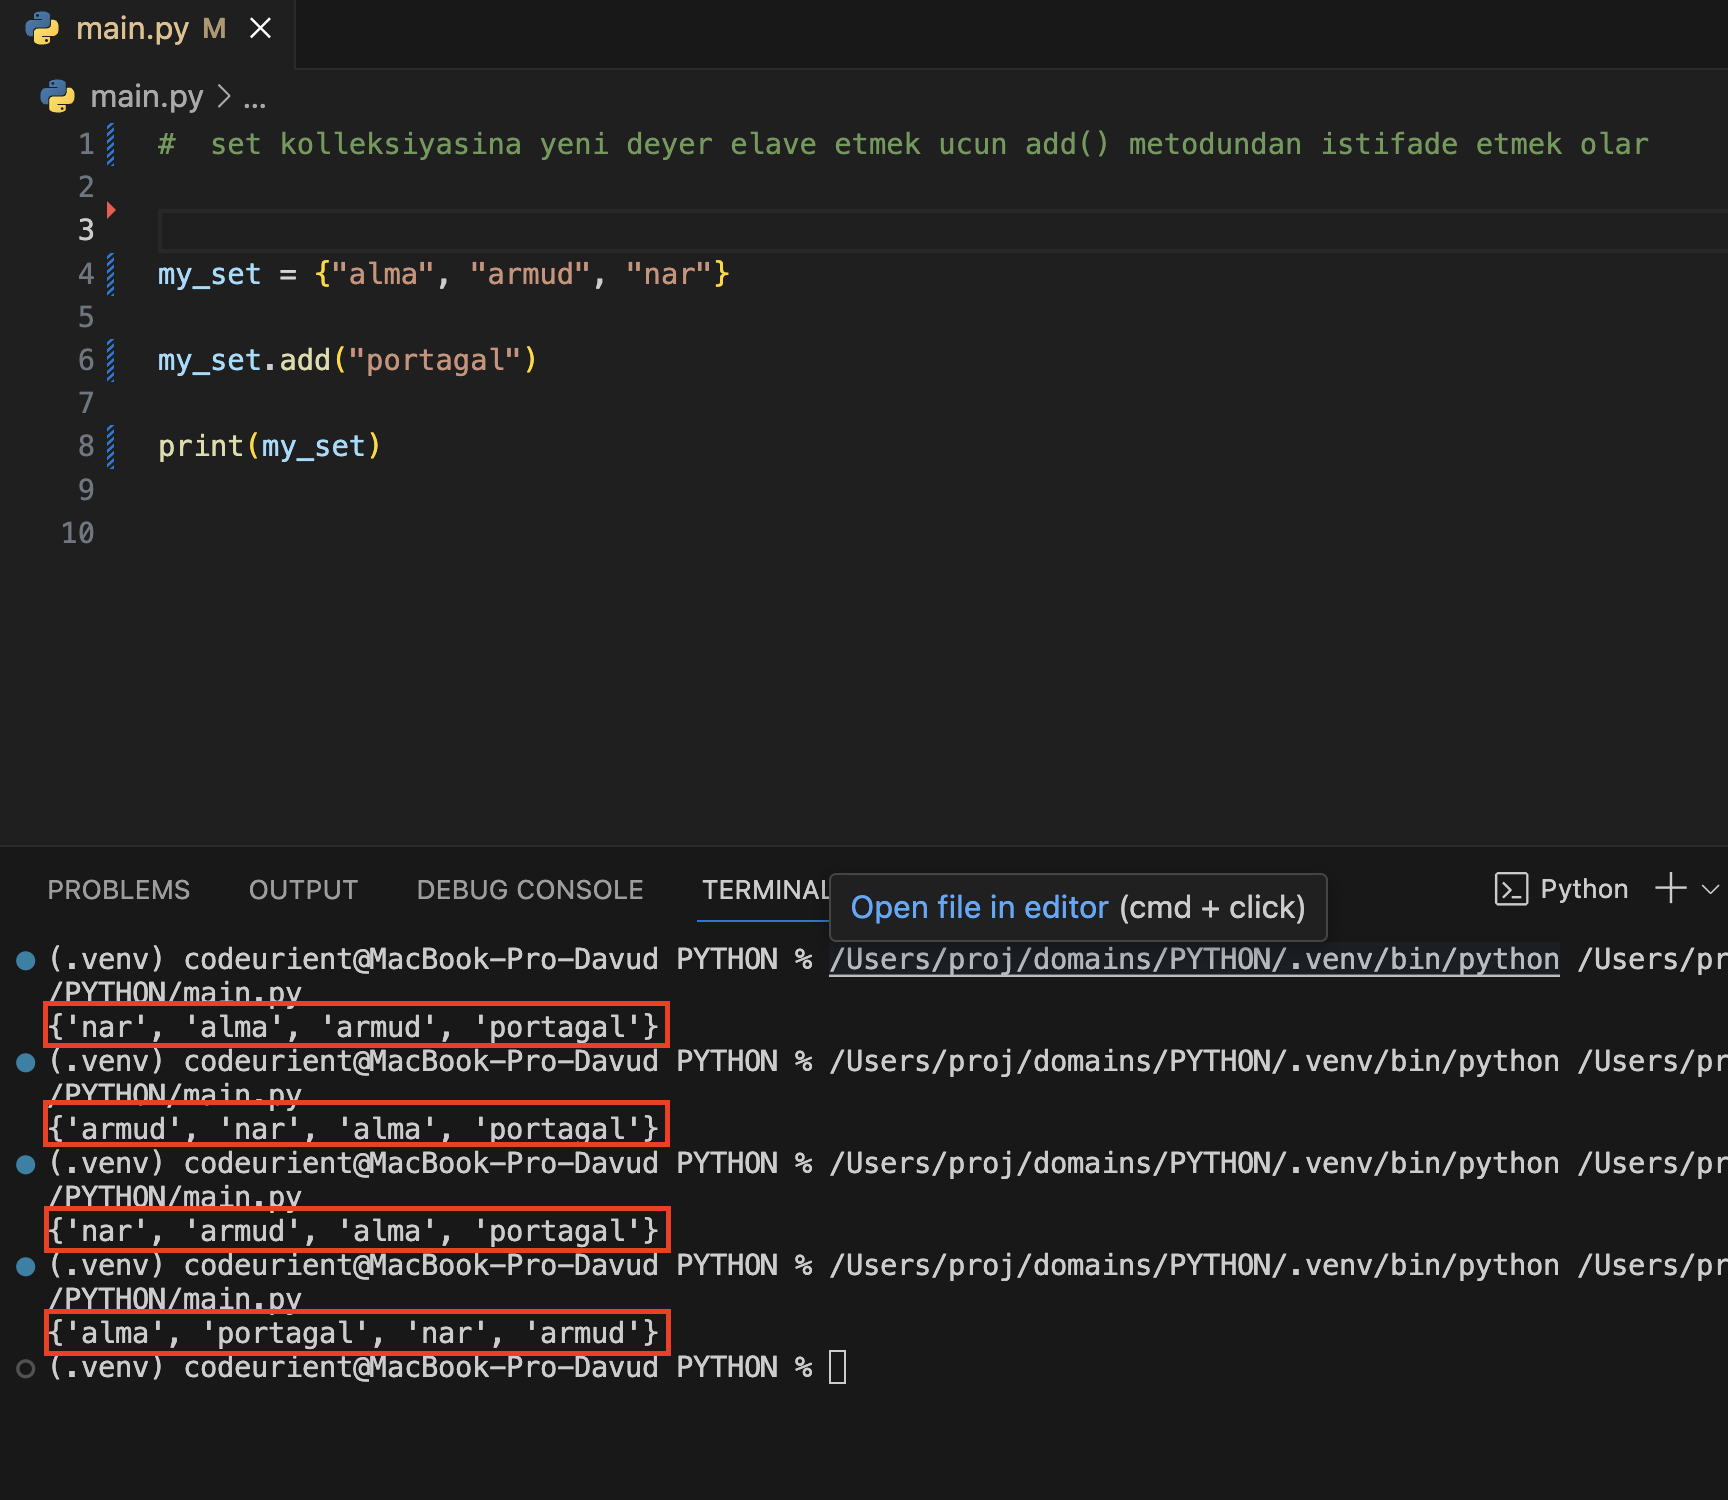 main.py M
main.py > ...
1 #  set kolleksiyasina yeni deyer elave etmek ucun add() metodundan istifade etmek olar
2
3
4 my_set = {"alma", "armud", "nar"}
5
6 my_set.add("portagal")
7
8 print(my_set)
9
10
PROBLEMS OUTPUT DEBUG CONSOLE TERMINAL Python
Open file in editor (cmd + click)
(.venv) codeurient@MacBook-Pro-Davud PYTHON % /Users/proj/domains/PYTHON/.venv/bin/python /Users/pr
/PYTHON/main.py
{'nar', 'alma', 'armud', 'portagal'}
(.venv) codeurient@MacBook-Pro-Davud PYTHON % /Users/proj/domains/PYTHON/.venv/bin/python /Users/pr
/PYTHON/main.py
{'armud', 'nar', 'alma', 'portagal'}
(.venv) codeurient@MacBook-Pro-Davud PYTHON % /Users/proj/domains/PYTHON/.venv/bin/python /Users/pr
/PYTHON/main.py
{'nar', 'armud', 'alma', 'portagal'}
(.venv) codeurient@MacBook-Pro-Davud PYTHON % /Users/proj/domains/PYTHON/.venv/bin/python /Users/pr
/PYTHON/main.py
{'alma', 'portagal', 'nar', 'armud'}
(.venv) codeurient@MacBook-Pro-Davud PYTHON %